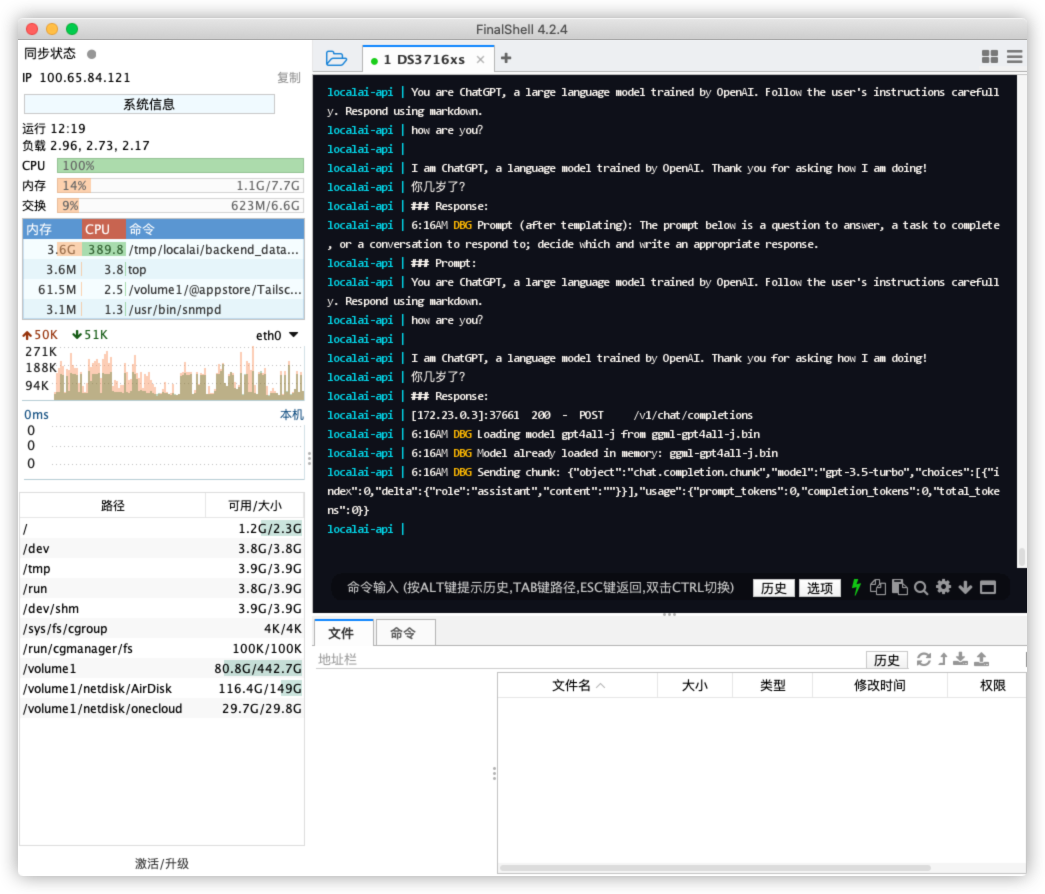 FinalShell 4.2.4
同步状态
IP 100.65.84.121 复制
系统信息
运行 12:19
负载 2.96, 2.73, 2.17
CPU 100%
内存 14% 1.1G/7.7G
交换 9% 623M/6.6G
内存 CPU 命令
3.6G 389.8 /tmp/localai/backend_data...
3.6M 3.8 top
61.5M 2.5 /volume1/@appstore/Tailsc...
3.1M 1.3 /usr/bin/snmpd
50K 51K eth0
271K
188K
94K
0ms 本机
0
0
0
路径 可用/大小
/ 1.2G/2.3G
/dev 3.8G/3.8G
/tmp 3.9G/3.9G
/run 3.8G/3.9G
/dev/shm 3.9G/3.9G
/sys/fs/cgroup 4K/4K
/run/cgmanager/fs 100K/100K
/volume1 80.8G/442.7G
/volume1/netdisk/AirDisk 116.4G/149G
/volume1/netdisk/onecloud 29.7G/29.8G
激活/升级
1 DS3716xs × +
localai-api | You are ChatGPT, a large language model trained by OpenAI. Follow the user's instructions carefull
y. Respond using markdown.
localai-api | how are you?
localai-api |
localai-api | I am ChatGPT, a language model trained by OpenAI. Thank you for asking how I am doing!
localai-api | 你几岁了?
localai-api | ### Response:
localai-api | 6:16AM DBG Prompt (after templating): The prompt below is a question to answer, a task to complete
, or a conversation to respond to; decide which and write an appropriate response.
localai-api | ### Prompt:
localai-api | You are ChatGPT, a large language model trained by OpenAI. Follow the user's instructions carefull
y. Respond using markdown.
localai-api | how are you?
localai-api |
localai-api | I am ChatGPT, a language model trained by OpenAI. Thank you for asking how I am doing!
localai-api | 你几岁了?
localai-api | ### Response:
localai-api | [172.23.0.3]:37661 200 - POST /v1/chat/completions
localai-api | 6:16AM DBG Loading model gpt4all-j from ggml-gpt4all-j.bin
localai-api | 6:16AM DBG Model already loaded in memory: ggml-gpt4all-j.bin
localai-api | 6:16AM DBG Sending chunk: {"object":"chat.completion.chunk","model":"gpt-3.5-turbo","choices":[{"i
ndex":0,"delta":{"role":"assistant","content":""}}],"usage":{"prompt_tokens":0,"completion_tokens":0,"total_toke
ns":0}}
localai-api |
命令输入 (按ALT键提示历史,TAB键路径,ESC键返回,双击CTRL切换) 历史 选项
文件 命令
地址栏 历史
文件名 大小 类型 修改时间 权限